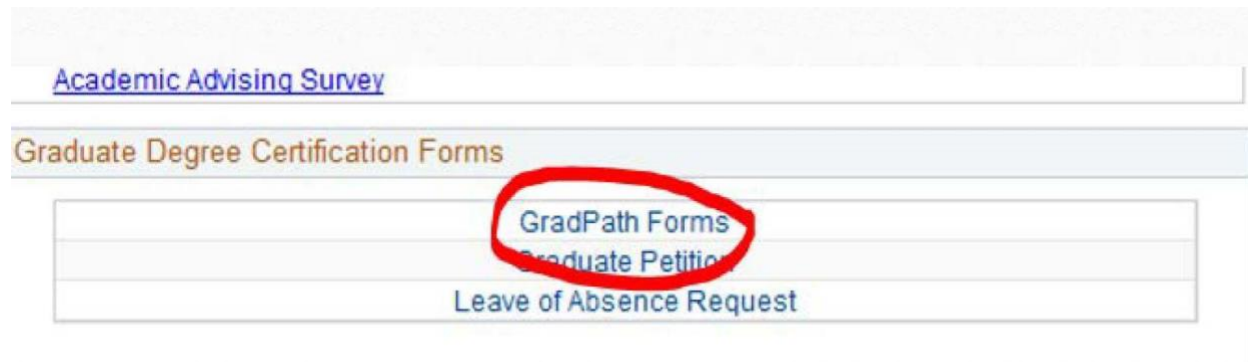 Academic Advising Survey
Graduate Degree Certification Forms
GradPath Forms
Graduate Petition
Leave of Absence Request